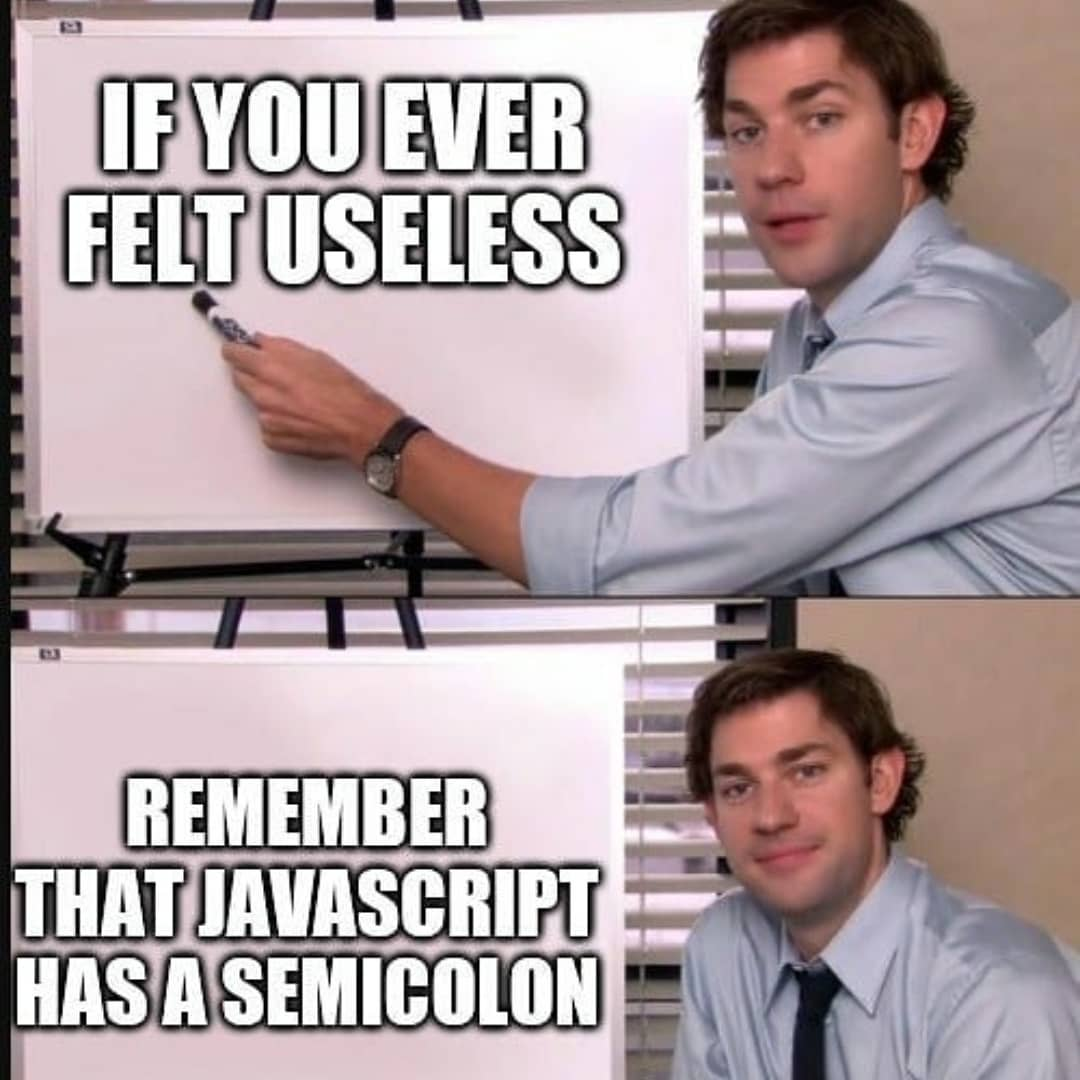 IF YOU EVER
FELT USELESS
REMEMBER
THAT JAVASCRIPT
HAS A SEMICOLON